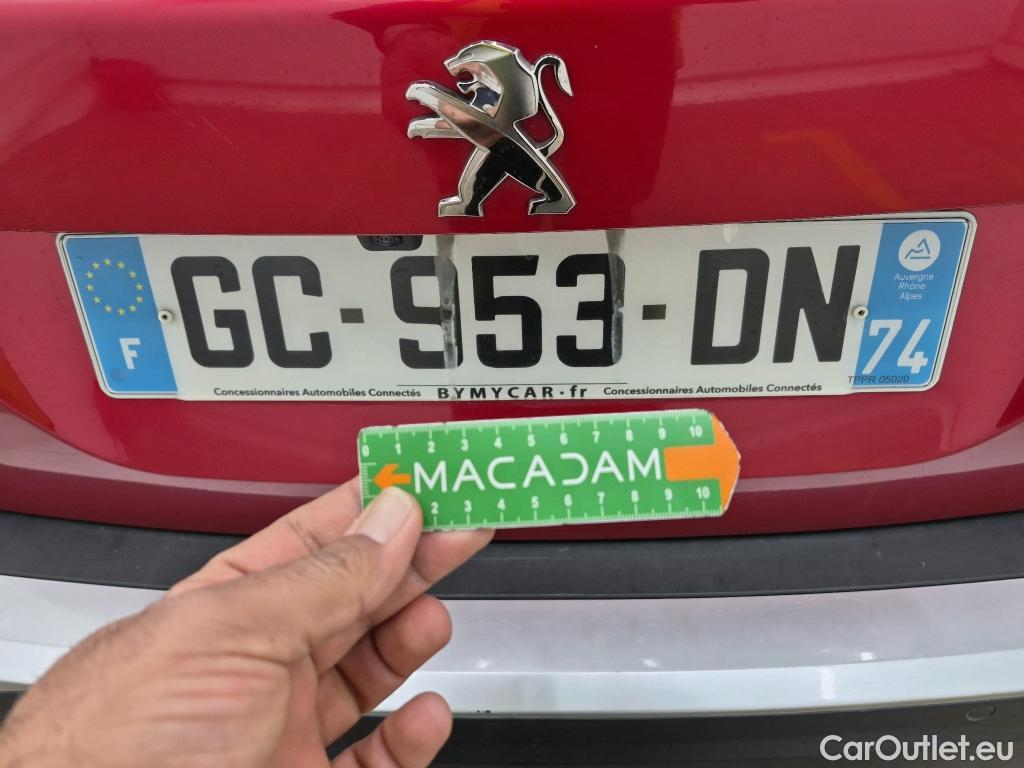 F
GC-953-DN
Auvergne
Rhône
Alpes
74
TPPR 05020
Concessionnaires Automobiles Connectés BYMYCAR.fr Concessionnaires Automobiles Connectés
0 1 2 3 4 5 6 7 8 9 10
MACADAM
2 3 4 5 6 7 8 9 10
CarOutlet.eu